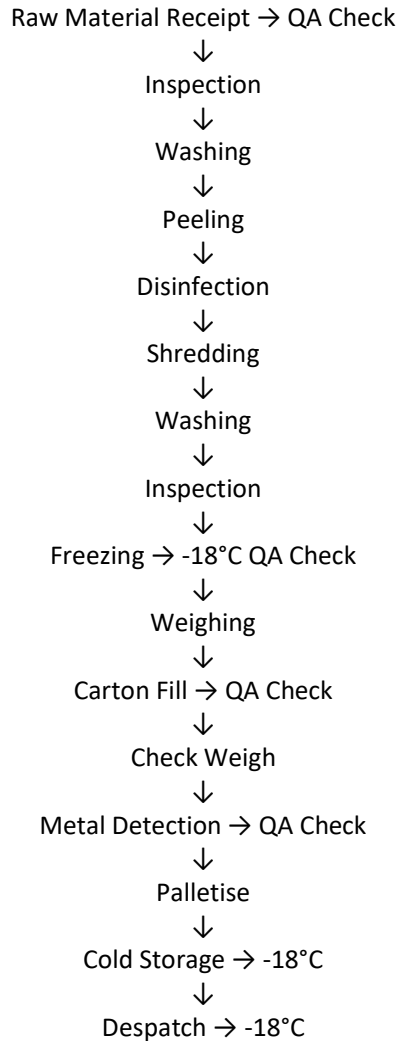 Raw Material Receipt → QA Check
↓
Inspection
↓
Washing
↓
Peeling
↓
Disinfection
↓
Shredding
↓
Washing
↓
Inspection
↓
Freezing → -18°C QA Check
↓
Weighing
↓
Carton Fill → QA Check
↓
Check Weigh
↓
Metal Detection → QA Check
↓
Palletise
↓
Cold Storage → -18°C
↓
Despatch → -18°C